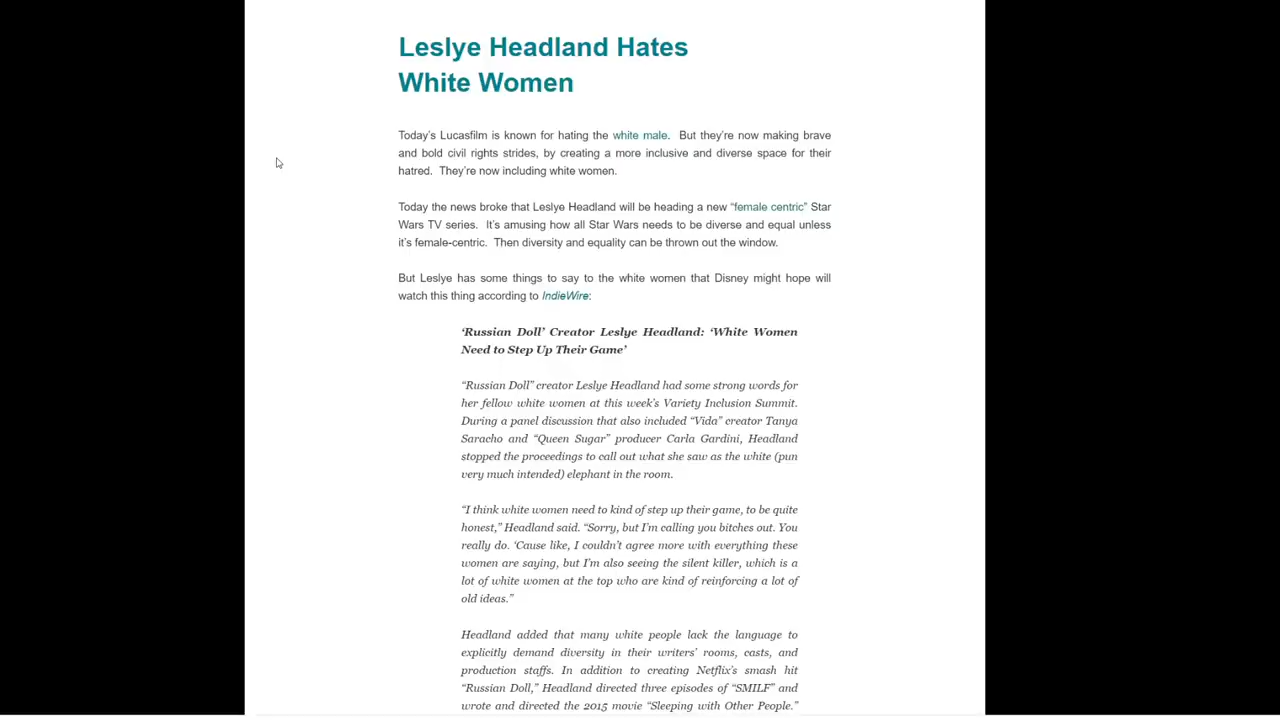 Leslye Headland Hates
White Women
Today's Lucasfilm is known for hating the white male.  But they're now making brave
and bold civil rights strides, by creating a more inclusive and diverse space for their
hatred.  They're now including white women.
Today the news broke that Leslye Headland will be heading a new “female centric” Star
Wars TV series.  It's amusing how all Star Wars needs to be diverse and equal unless
it's female-centric.  Then diversity and equality can be thrown out the window.
But Leslye has some things to say to the white women that Disney might hope will
watch this thing according to IndieWire:
‘Russian Doll’ Creator Leslye Headland: ‘White Women
Need to Step Up Their Game’
“Russian Doll” creator Leslye Headland had some strong words for
her fellow white women at this week's Variety Inclusion Summit.
During a panel discussion that also included “Vida” creator Tanya
Saracho and “Queen Sugar” producer Carla Gardini, Headland
stopped the proceedings to call out what she saw as the white (pun
very much intended) elephant in the room.
“I think white women need to kind of step up their game, to be quite
honest,” Headland said. “Sorry, but I'm calling you bitches out. You
really do. ‘Cause like, I couldn't agree more with everything these
women are saying, but I'm also seeing the silent killer, which is a
lot of white women at the top who are kind of reinforcing a lot of
old ideas.”
Headland added that many white people lack the language to
explicitly demand diversity in their writers' rooms, casts, and
production staffs. In addition to creating Netflix's smash hit
“Russian Doll,” Headland directed three episodes of “SMILF” and
wrote and directed the 2015 movie “Sleeping with Other People.”